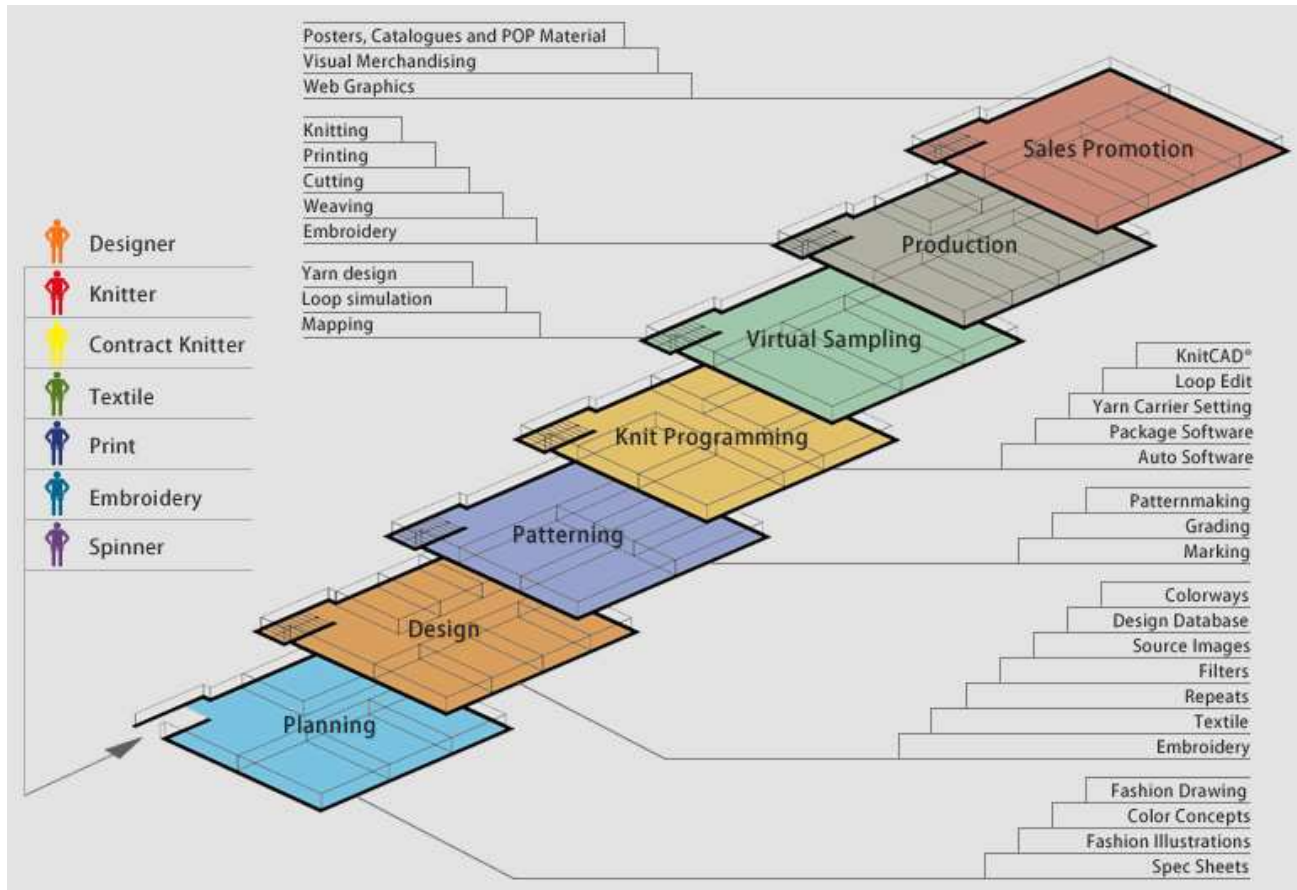 Posters, Catalogues and POP Material
Visual Merchandising
Web Graphics
Knitting
Printing
Cutting
Weaving
Embroidery
Yarn design
Loop simulation
Mapping
Designer
Knitter
Contract Knitter
Textile
Print
Embroidery
Spinner
Sales Promotion
Production
Virtual Sampling
Knit Programming
Patterning
Design
Planning
KnitCAD®
Loop Edit
Yarn Carrier Setting
Package Software
Auto Software
Patternmaking
Grading
Marking
Colorways
Design Database
Source Images
Filters
Repeats
Textile
Embroidery
Fashion Drawing
Color Concepts
Fashion Illustrations
Spec Sheets